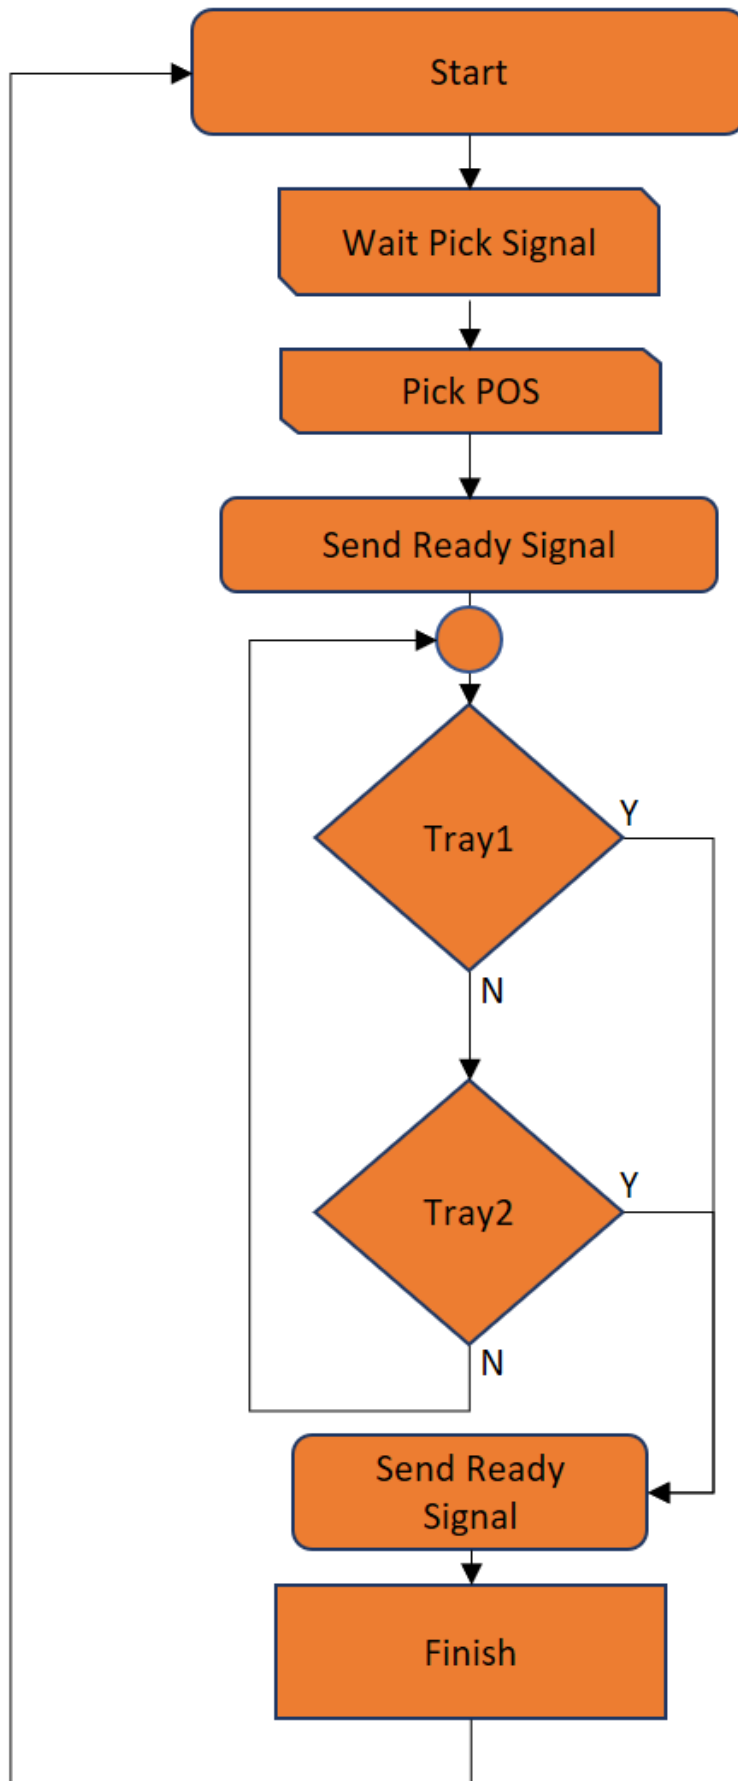 Start
Wait Pick Signal
Pick POS
Send Ready Signal
Tray1
Y
N
Tray2
Y
N
Send Ready
Signal
Finish